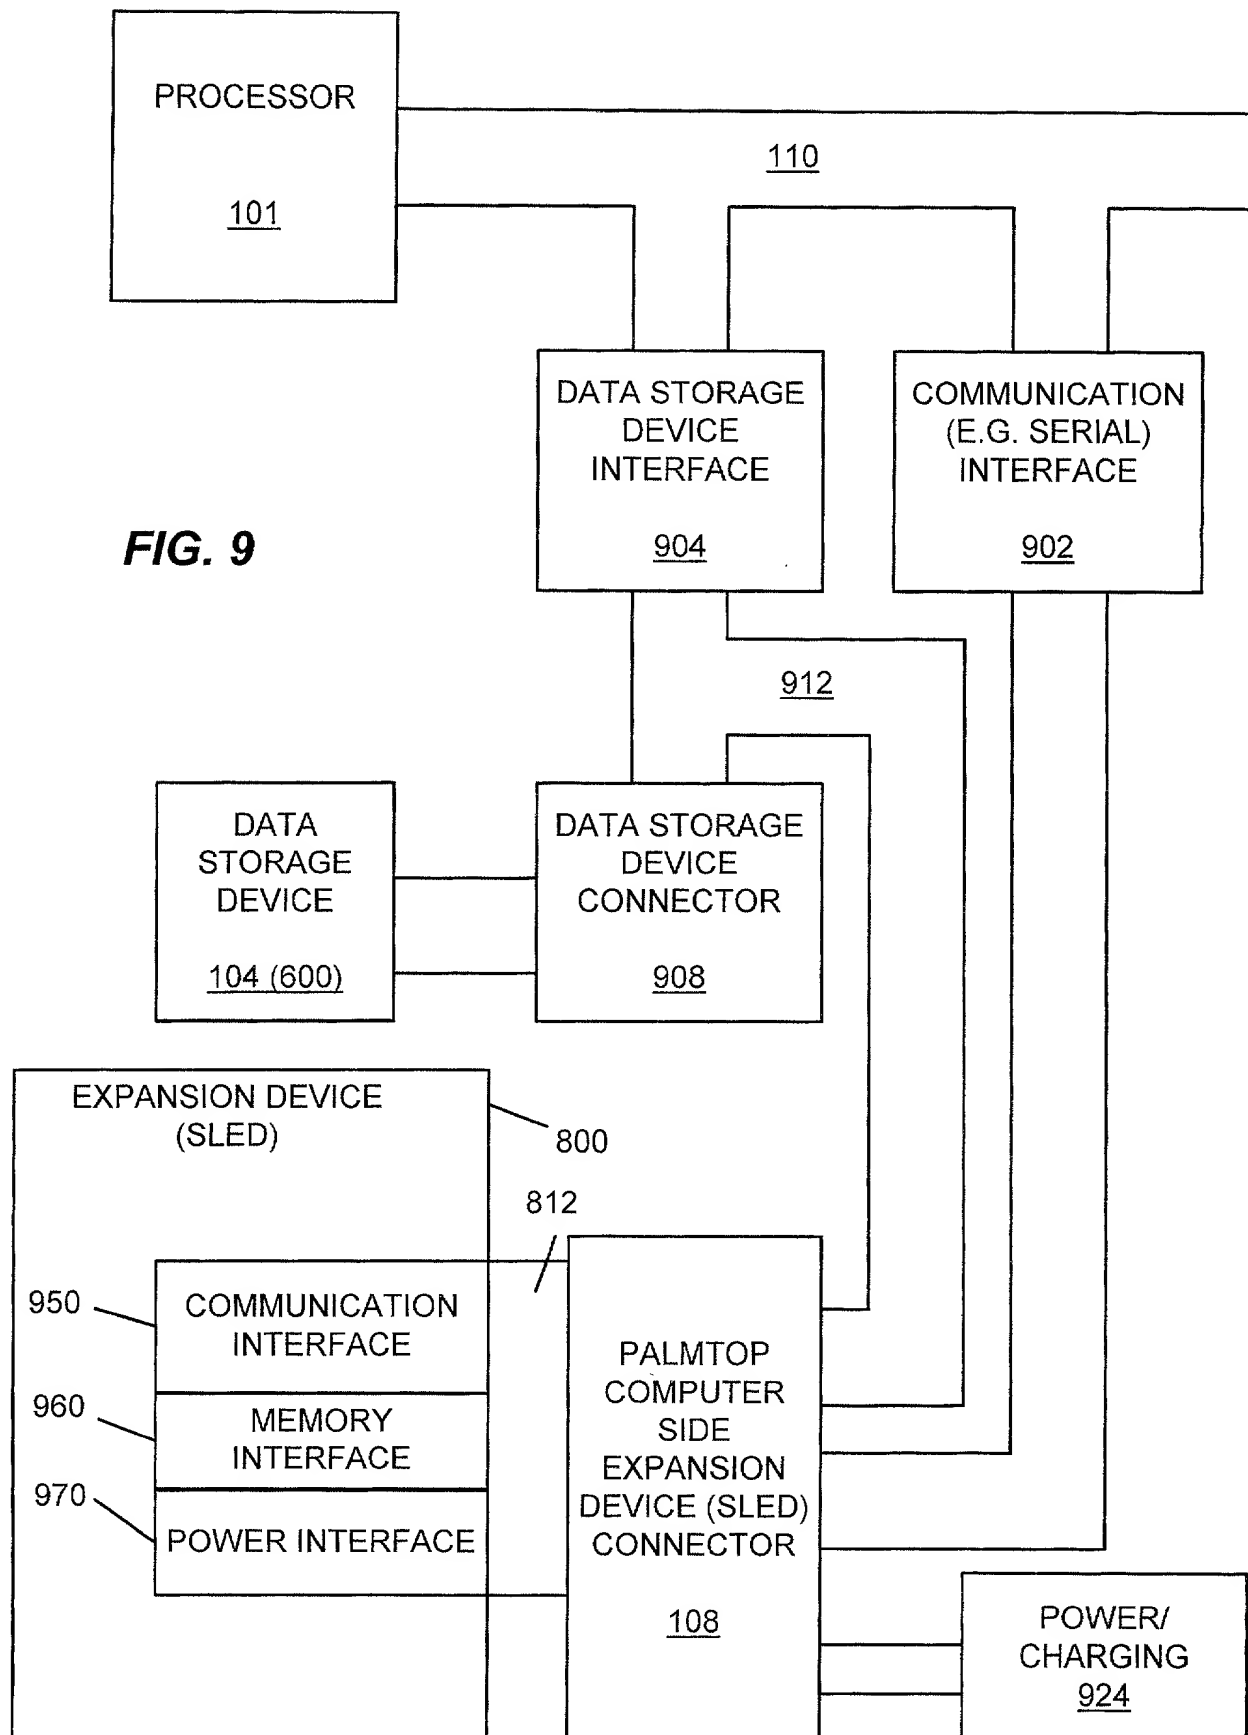 PROCESSOR
101
110
DATA STORAGE
DEVICE
INTERFACE
904
COMMUNICATION
(E.G. SERIAL)
INTERFACE
902
FIG. 9
912
DATA
STORAGE
DEVICE
104 (600)
DATA STORAGE
DEVICE
CONNECTOR
908
EXPANSION DEVICE
(SLED)
800
812
950
COMMUNICATION
INTERFACE
960
MEMORY
INTERFACE
970
POWER INTERFACE
PALMTOP
COMPUTER
SIDE
EXPANSION
DEVICE (SLED)
CONNECTOR
108
POWER/
CHARGING
924